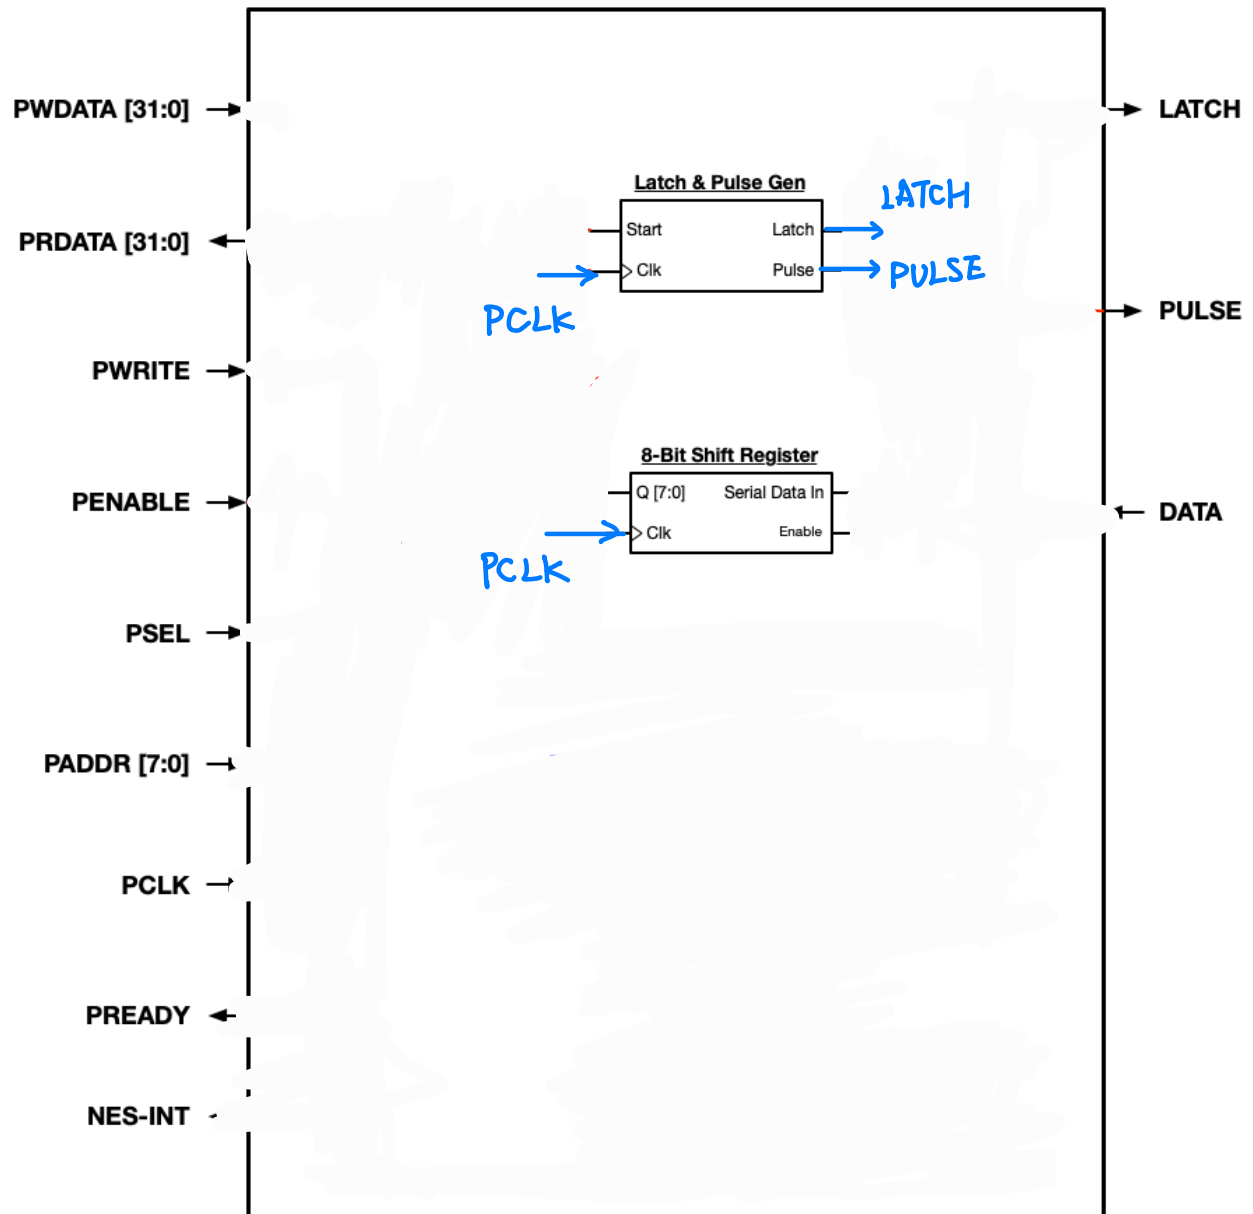 PWDATA [31:0]
LATCH
Latch & Pulse Gen
LATCH
Start
Latch
PRDATA [31:0]
Clk
Pulse
PULSE
PCLK
PULSE
PWRITE
8-Bit Shift Register
Q [7:0]
Serial Data In
PENABLE
DATA
Clk
Enable
PCLK
PSEL
PADDR [7:0]
PCLK
PREADY
NES-INT